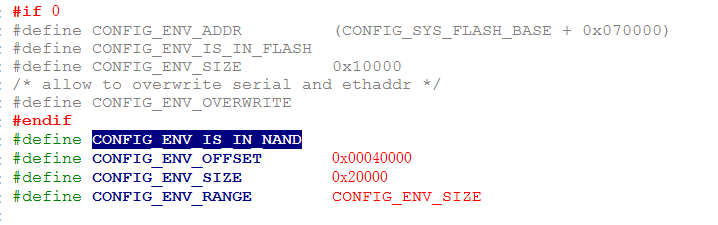 #if 0
#define CONFIG_ENV_ADDR (CONFIG_SYS_FLASH_BASE + 0x070000)
#define CONFIG_ENV_IS_IN_FLASH
#define CONFIG_ENV_SIZE 0x10000
/* allow to overwrite serial and ethaddr */
#define CONFIG_ENV_OVERWRITE
#endif
#define CONFIG_ENV_IS_IN_NAND
#define CONFIG_ENV_OFFSET 0x00040000
#define CONFIG_ENV_SIZE 0x20000
#define CONFIG_ENV_RANGE CONFIG_ENV_SIZE